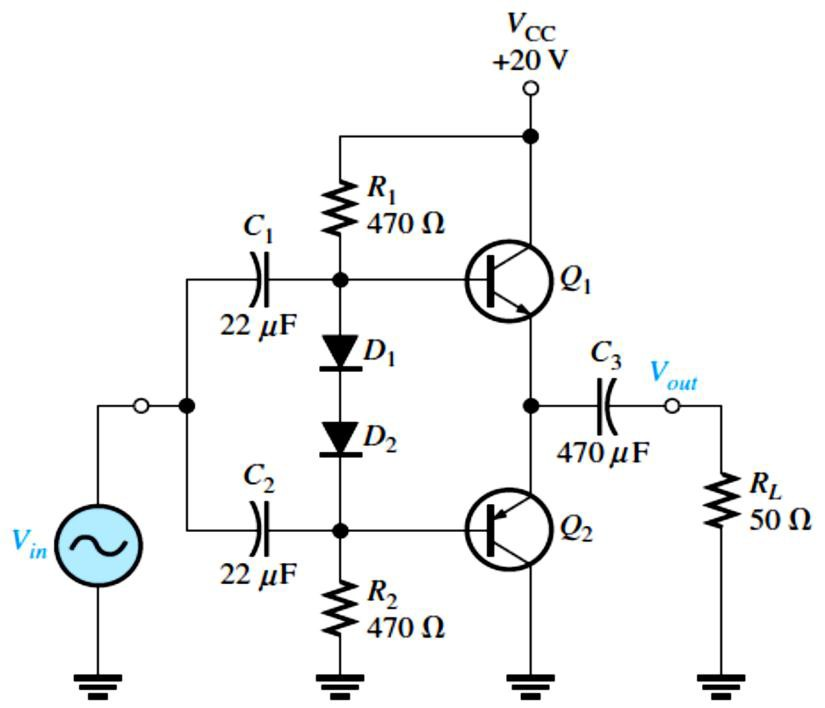 V_CC
+20 V
R_1
470 Ω
C_1
22 μF
Q_1
D_1
C_3
V_out
470 μF
D_2
C_2
22 μF
Q_2
R_L
50 Ω
V_in
R_2
470 Ω